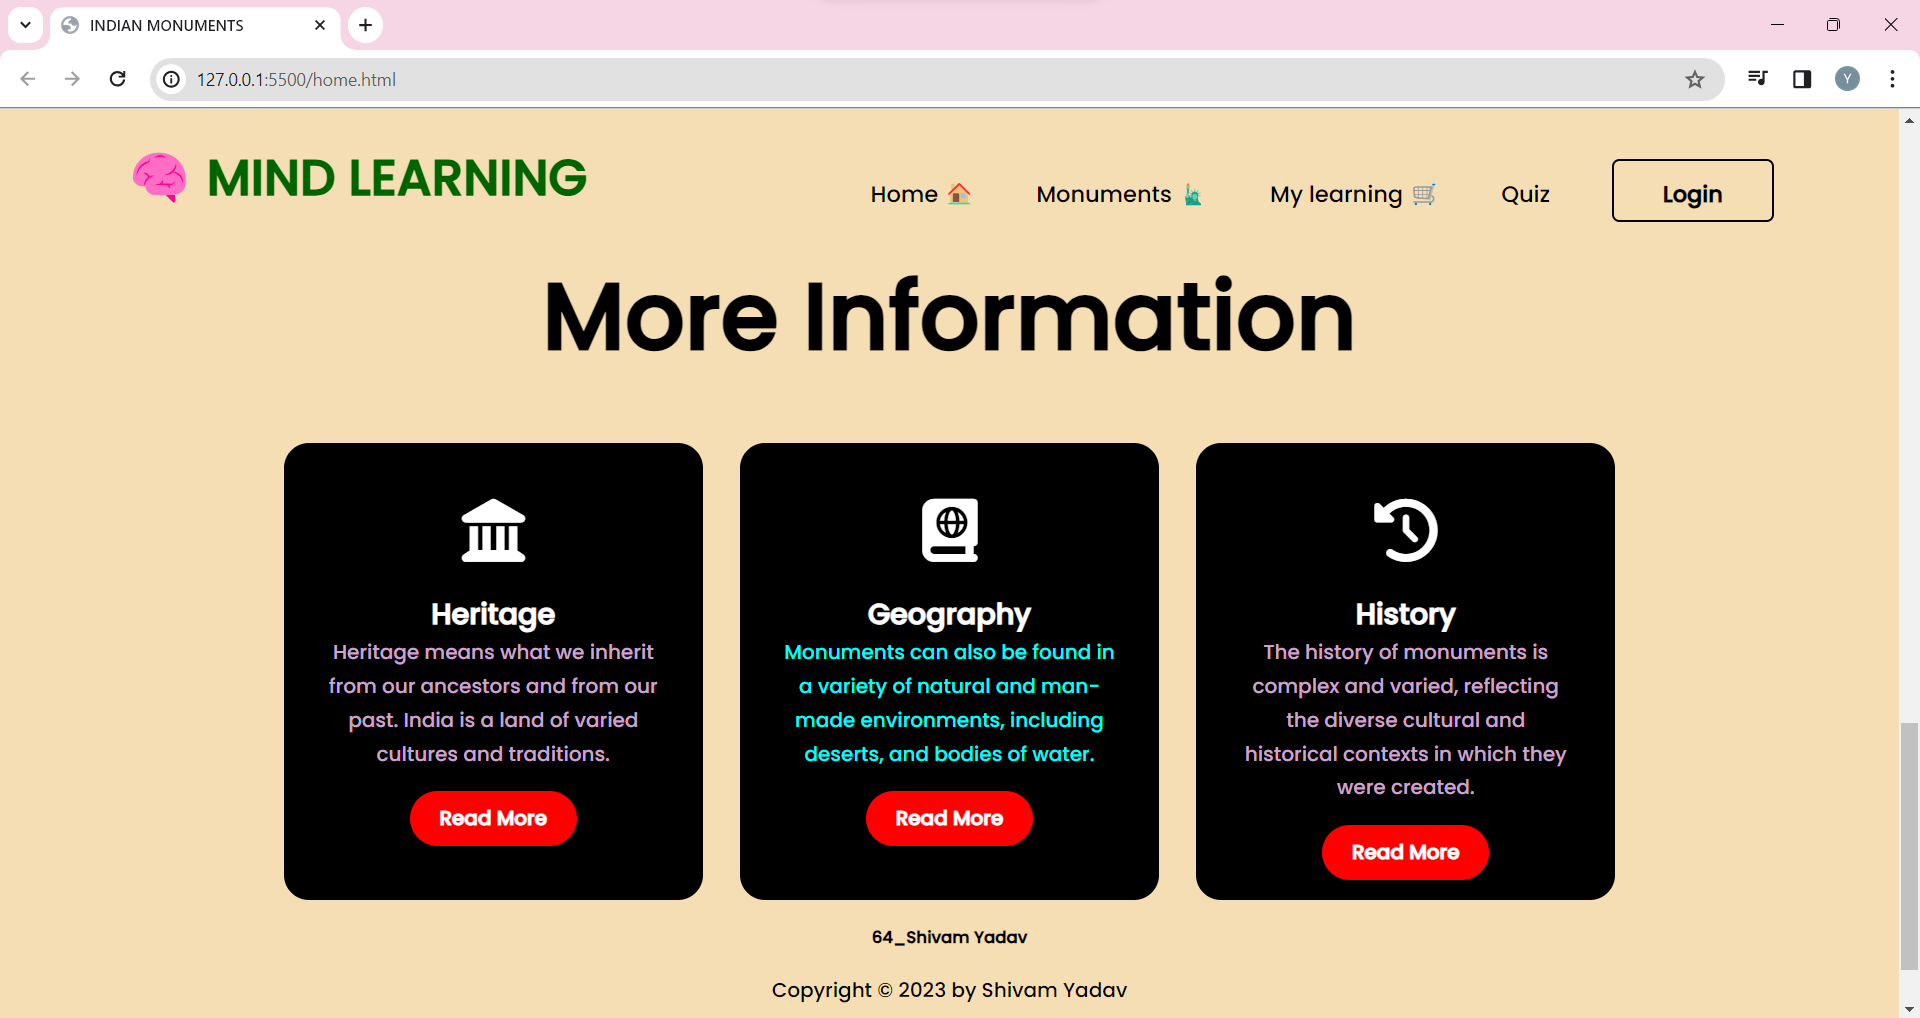 INDIAN MONUMENTS
127.0.0.1:5500/home.html
Y
MIND LEARNING
Home Monuments My learning Quiz Login
More Information
Heritage
Heritage means what we inherit
from our ancestors and from our
past. India is a land of varied
cultures and traditions.
Read More
Geography
Monuments can also be found in
a variety of natural and man-
made environments, including
deserts, and bodies of water.
Read More
History
The history of monuments is
complex and varied, reflecting
the diverse cultural and
historical contexts in which they
were created.
Read More
64_Shivam Yadav
Copyright © 2023 by Shivam Yadav